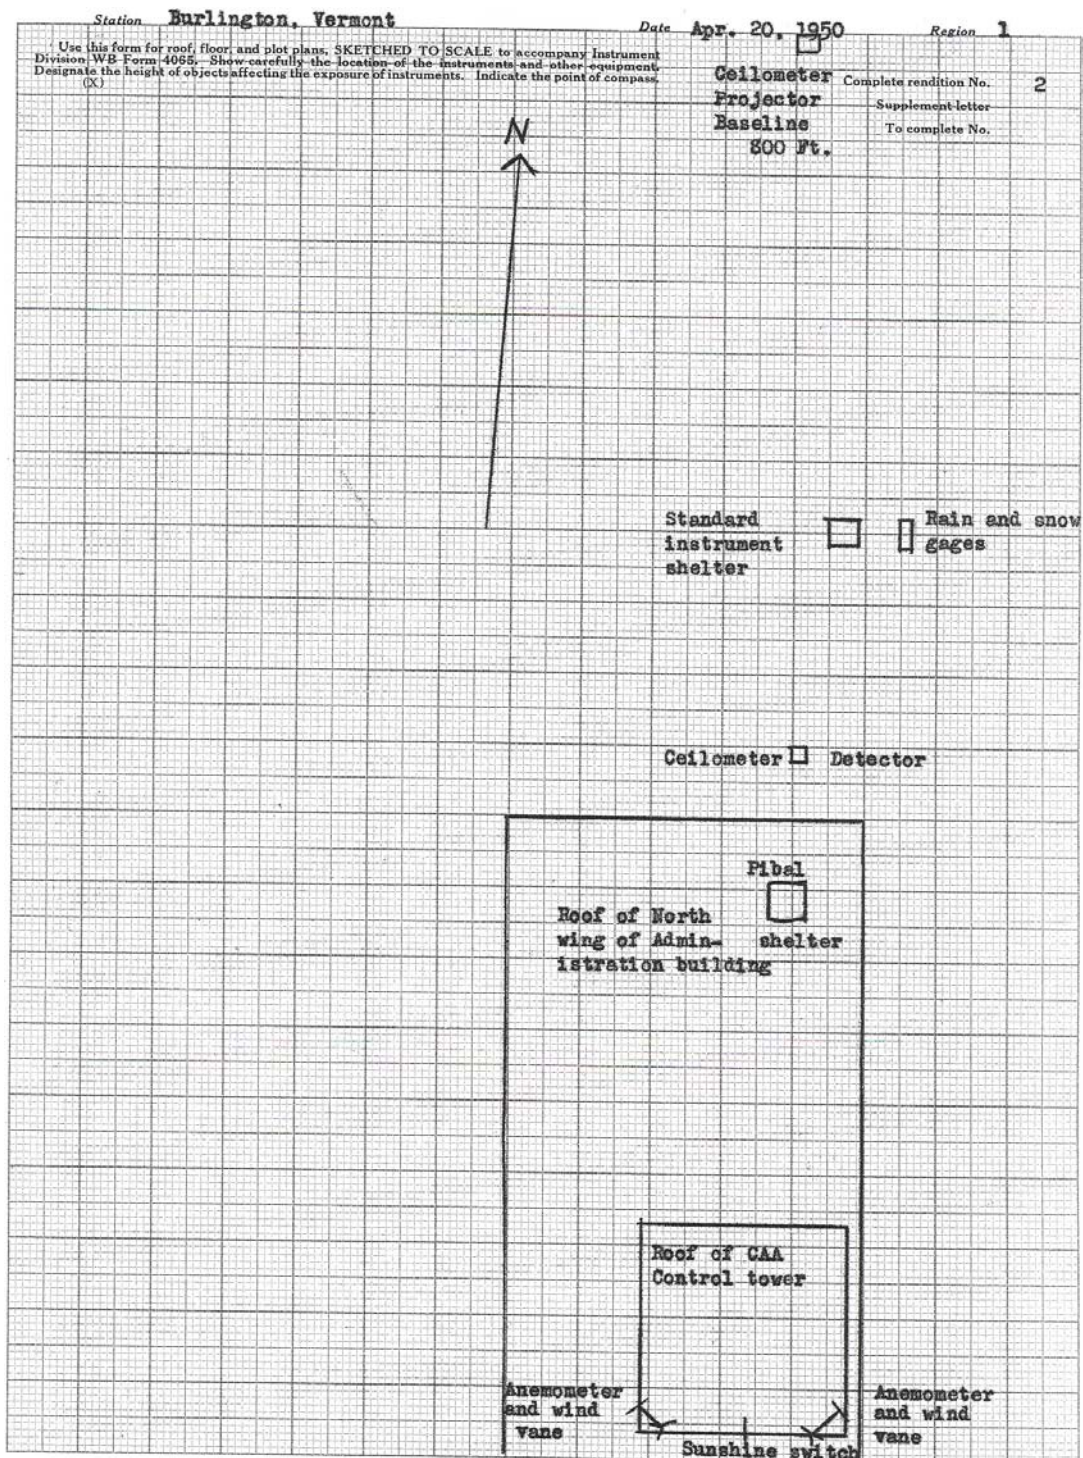 Station Burlington, Vermont Date Apr. 20, 1950 Region 1
Use this form for roof, floor, and plot plans, SKETCHED TO SCALE to accompany Instrument
Division WB Form 4065. Show carefully the location of the instruments and other equipment.
Designate the height of objects affecting the exposure of instruments. Indicate the point of compass.
(X)
Ceilometer
Projector
Baseline
800 Ft.
Complete rendition No. 2
Supplement letter
To complete No.
N
Standard
instrument
shelter
Rain and snow
gages
Ceilometer Detector
Pibal
shelter
Roof of North
wing of Admin-
istration building
Roof of CAA
Control tower
Anemometer
and wind
vane
Anemometer
and wind
vane
Sunshine switch